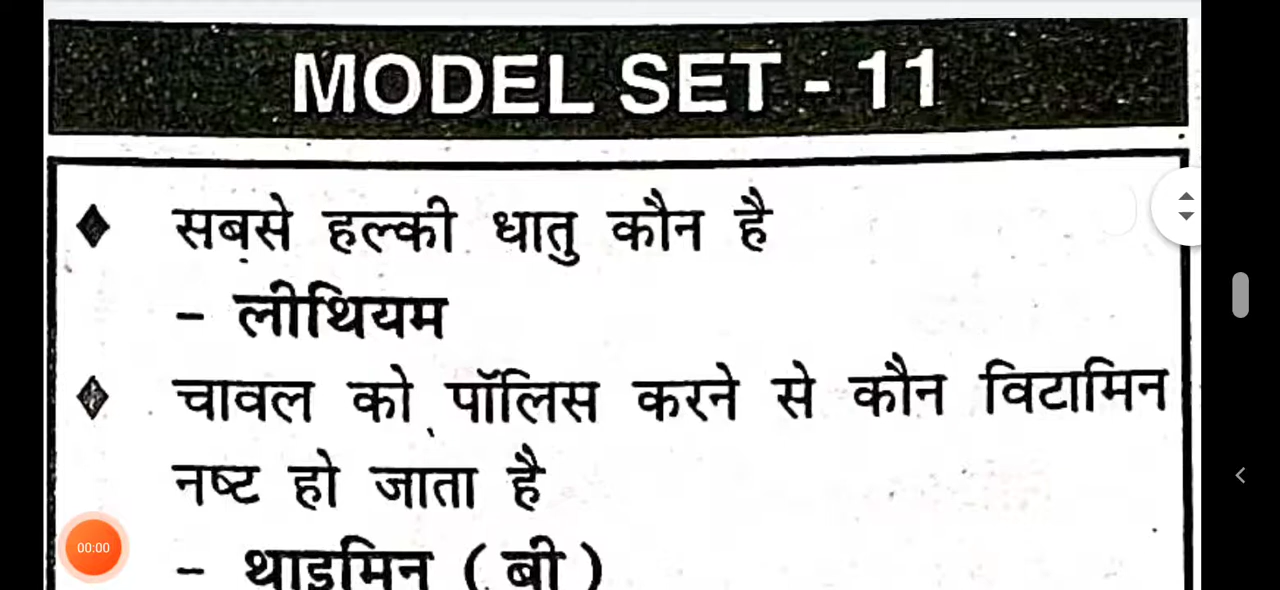 MODEL SET - 11
♦ सबसे हल्की धातु कौन है
- लीथियम
♦ चावल को पॉलिस करने से कौन विटामिन
नष्ट हो जाता है
- थाइमिन (बी)
00:00